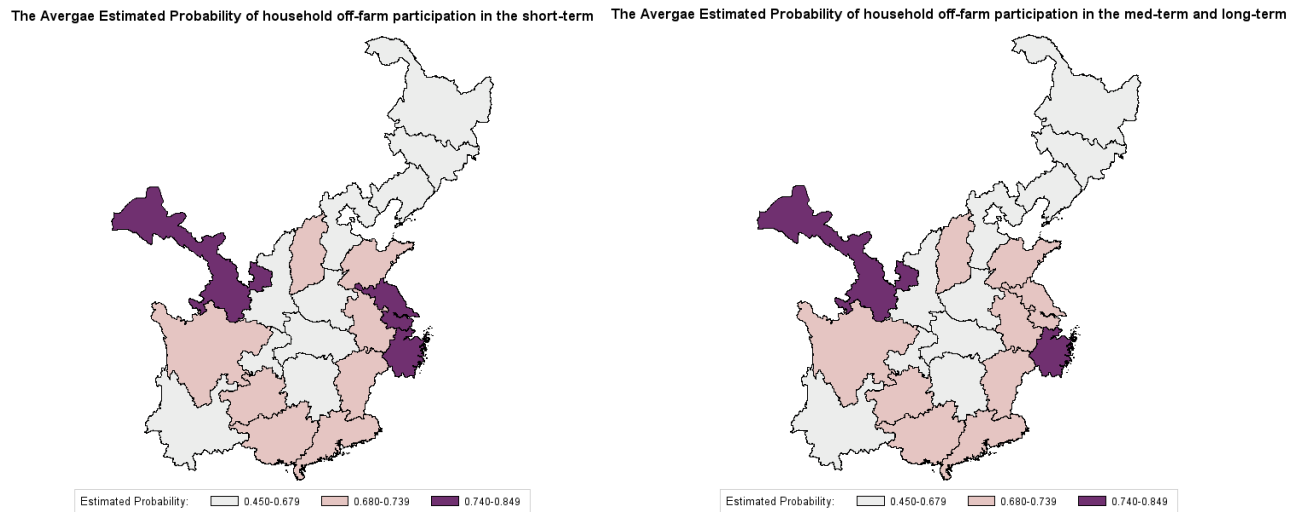 The Avergae Estimated Probability of household off-farm participation in the short-term
The Avergae Estimated Probability of household off-farm participation in the med-term and long-term
Estimated Probability: 0.450-0.679 0.680-0.739 0.740-0.849
Estimated Probability: 0.450-0.679 0.680-0.739 0.740-0.849